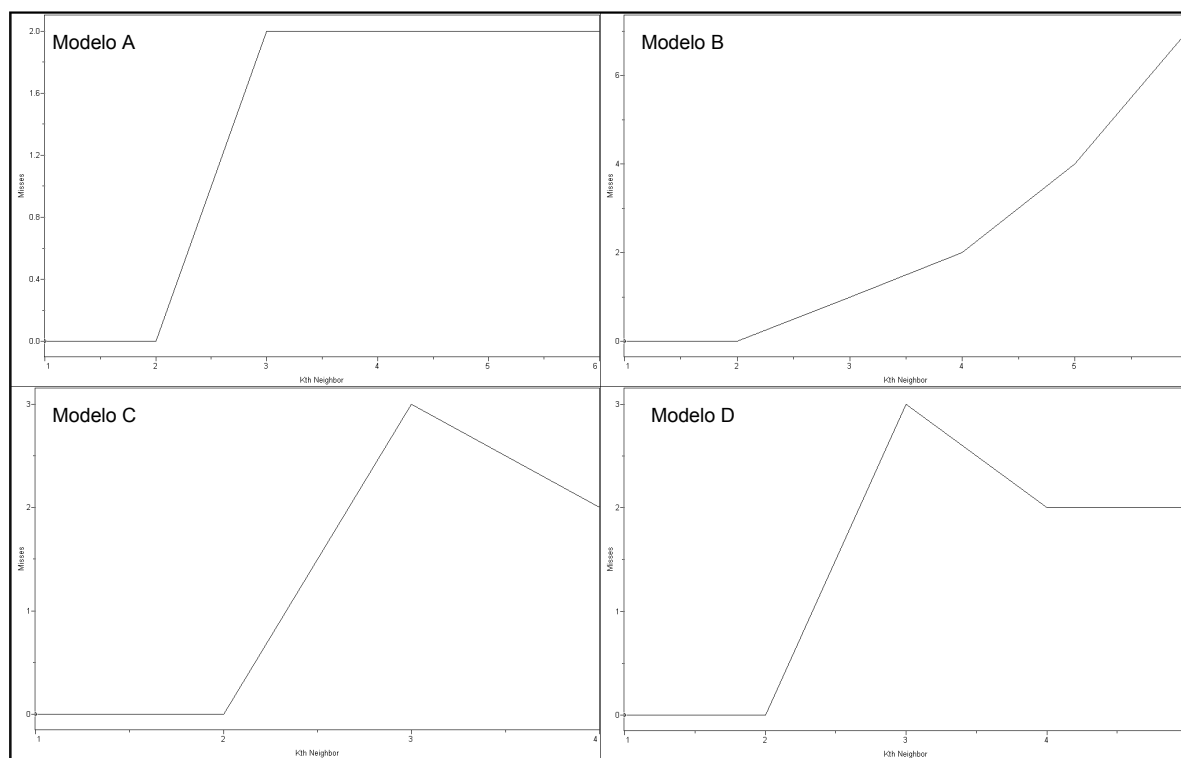 Modelo A
2.0
1.6
1.2
0.8
0.4
0.0
Misses
1 2 3 4 5 6
Kth Neighbor
Modelo B
6
4
2
0
Misses
1 2 3 4 5
Kth Neighbor
Modelo C
3
2
1
0
Misses
1 2 3 4
Kth Neighbor
Modelo D
3
2
1
0
Misses
1 2 3 4
Kth Neighbor